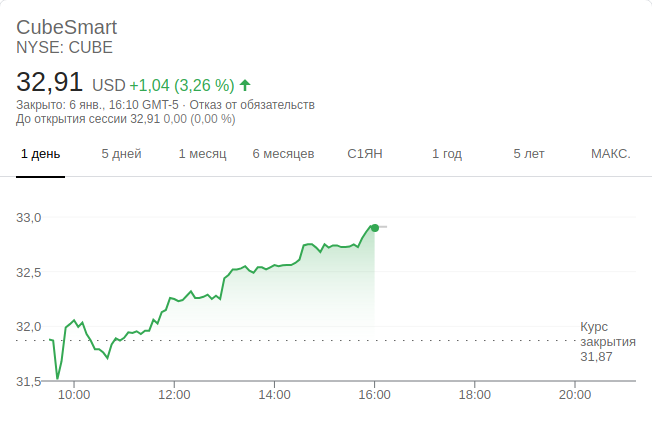 CubeSmart
NYSE: CUBE
32,91 USD +1,04 (3,26 %)
Закрыто: 6 янв., 16:10 GMT-5 · Отказ от обязательств
До открытия сессии 32,91 0,00 (0,00 %)
1 день 5 дней 1 месяц 6 месяцев С1ЯН 1 год 5 лет МАКС.
33,0
32,5
32,0
Курс
закрытия
31,87
31,5
10:00 12:00 14:00 16:00 18:00 20:00